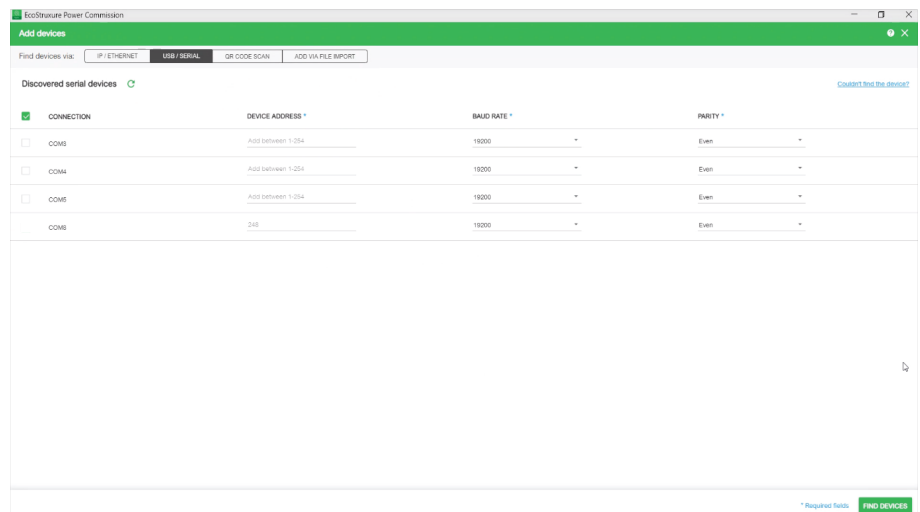 EcoStruxure Power Commission
Add devices
Find devices via: IP / ETHERNET USB / SERIAL QR CODE SCAN ADD VIA FILE IMPORT
Discovered serial devices Couldn't find the device?
CONNECTION DEVICE ADDRESS * BAUD RATE * PARITY *
COM3 Add between 1-254 19200 Even
COM4 Add between 1-254 19200 Even
COM5 Add between 1-254 19200 Even
COM6 248 19200 Even
* Required fields FIND DEVICES